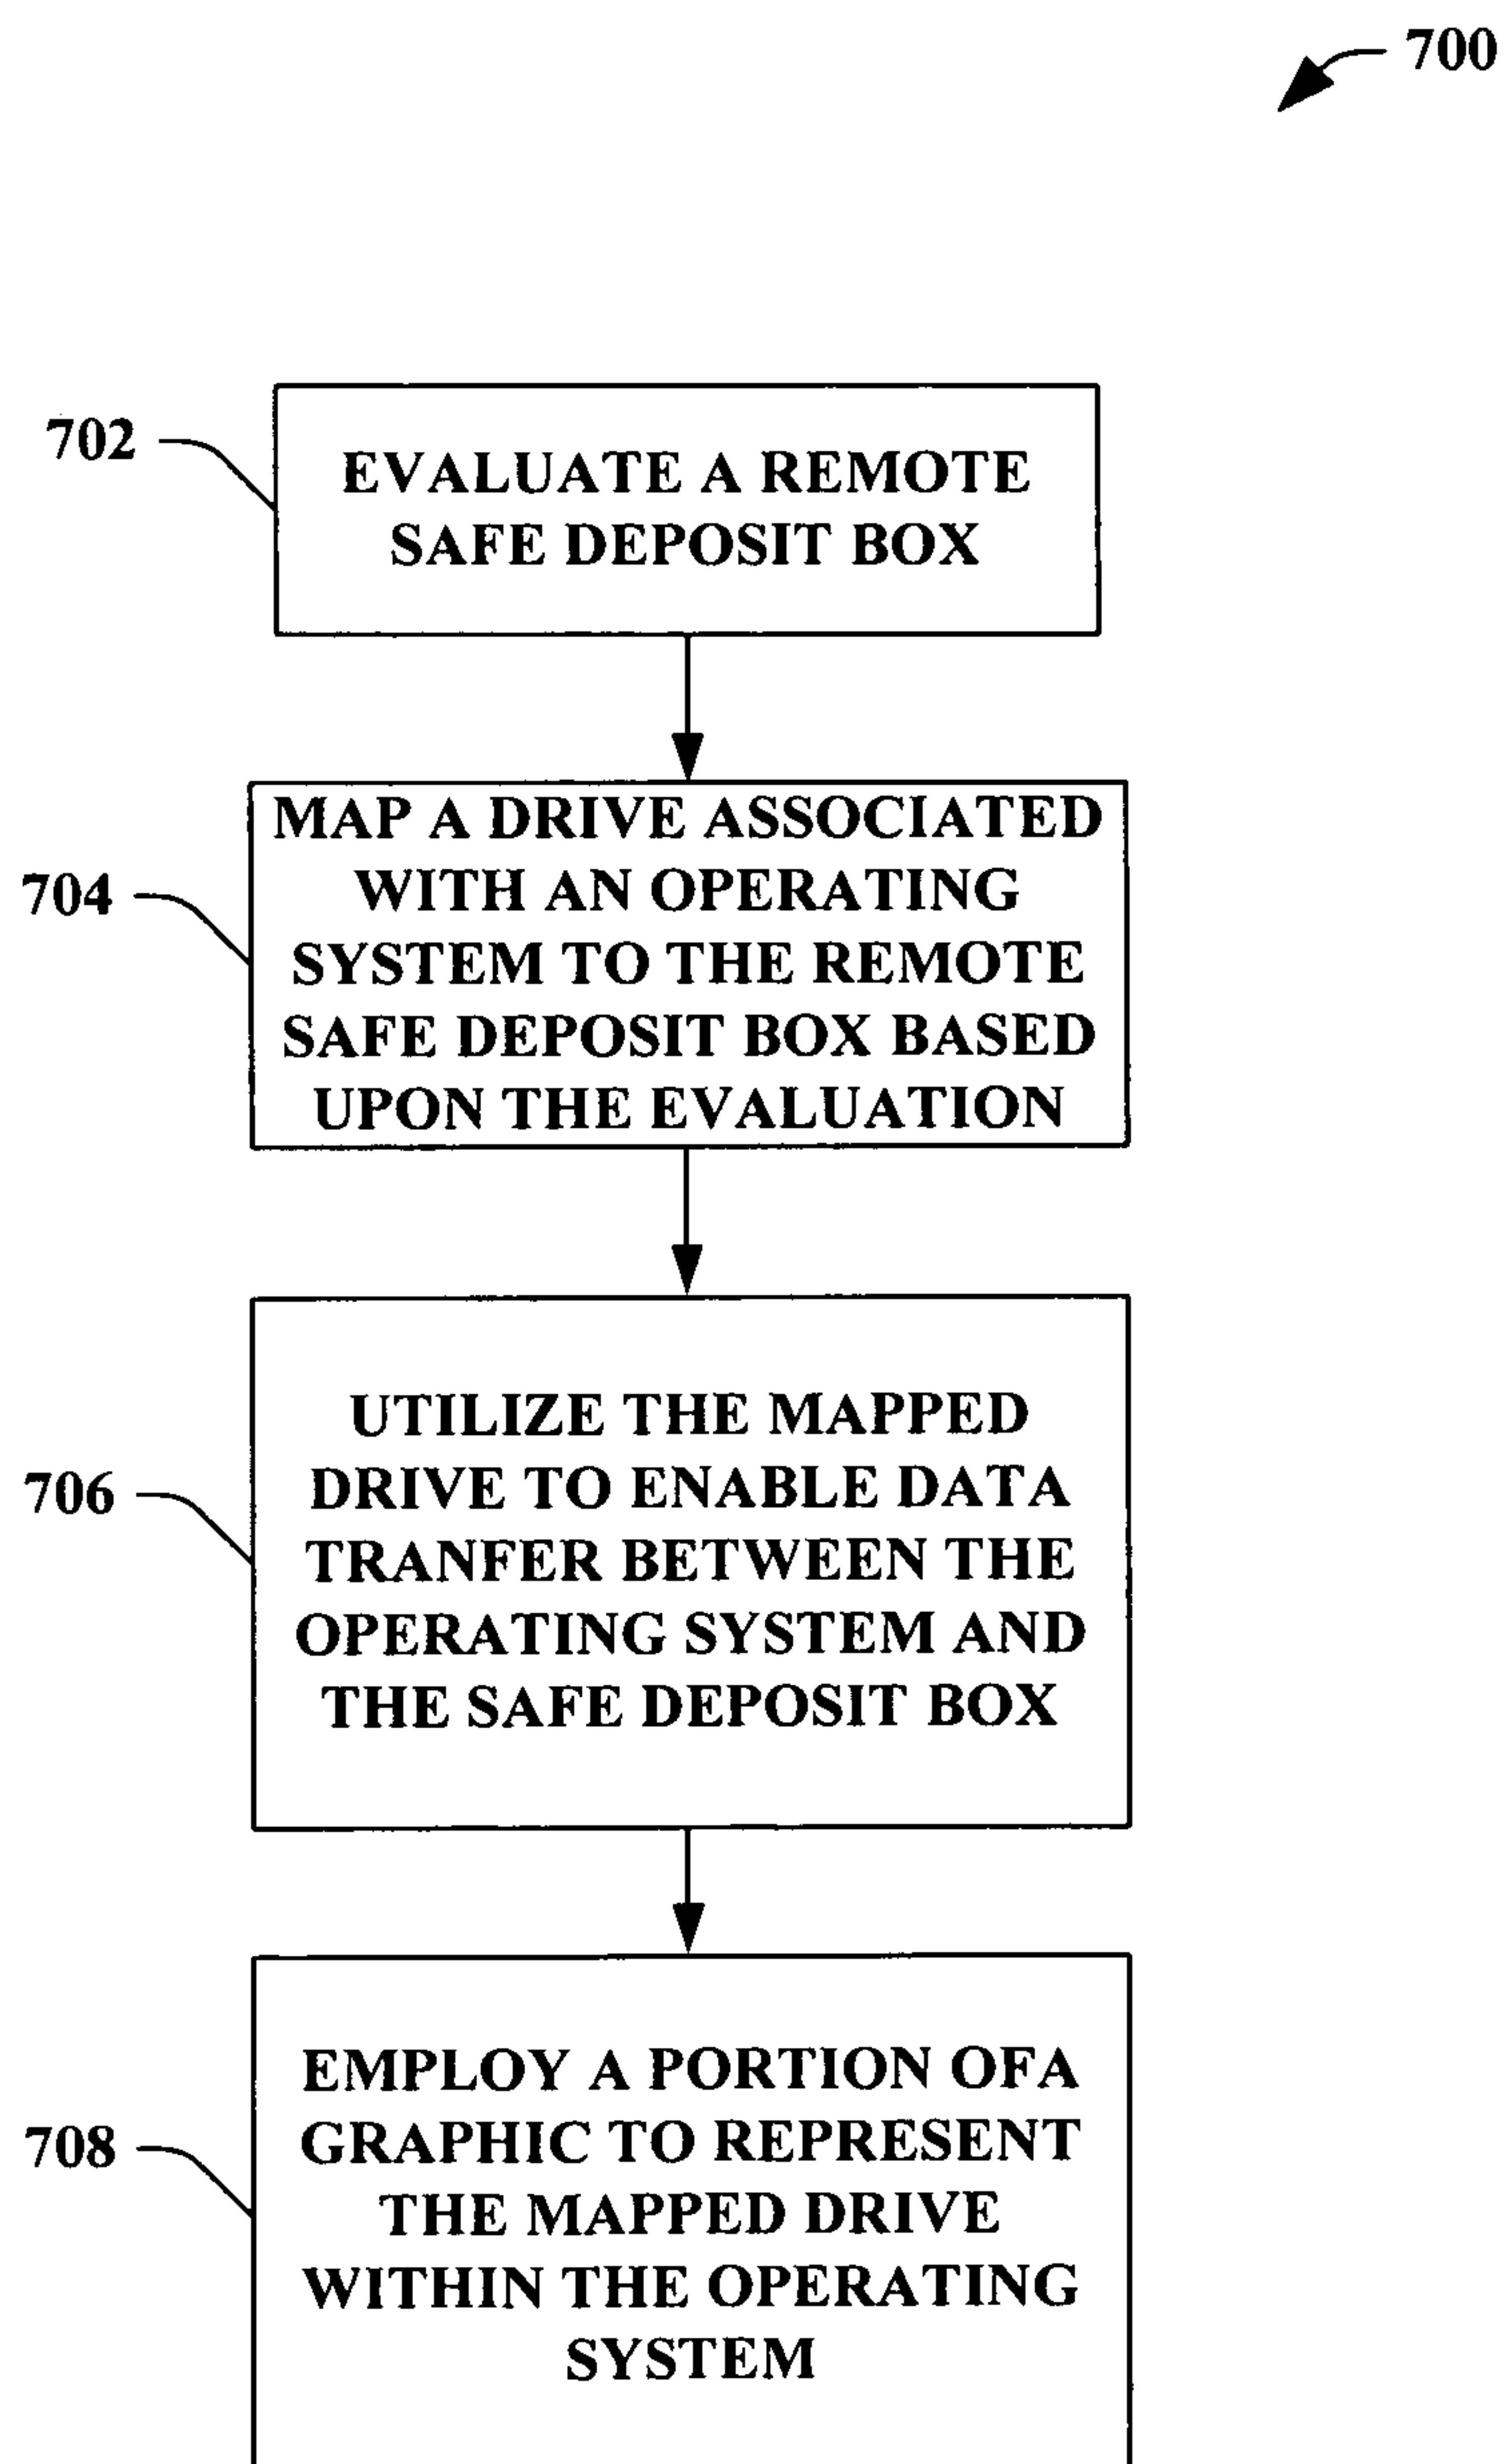 700
702
EVALUATE A REMOTE
SAFE DEPOSIT BOX
704
MAP A DRIVE ASSOCIATED
WITH AN OPERATING
SYSTEM TO THE REMOTE
SAFE DEPOSIT BOX BASED
UPON THE EVALUATION
706
UTILIZE THE MAPPED
DRIVE TO ENABLE DATA
TRANFER BETWEEN THE
OPERATING SYSTEM AND
THE SAFE DEPOSIT BOX
708
EMPLOY A PORTION OF A
GRAPHIC TO REPRESENT
THE MAPPED DRIVE
WITHIN THE OPERATING
SYSTEM